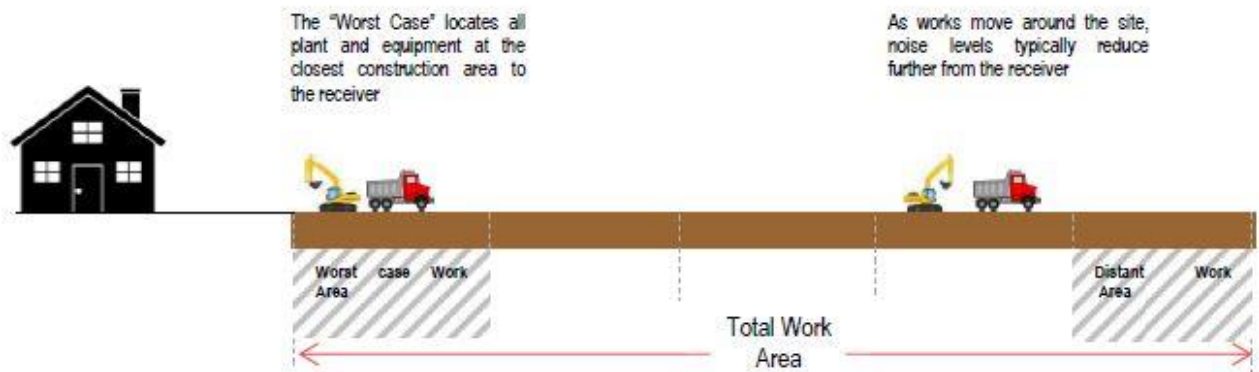 The “Worst Case” locates all
plant and equipment at the
closest construction area to
the receiver
As works move around the site,
noise levels typically reduce
further from the receiver
Worst case Work
Area
Distant Work
Area
Total Work
Area